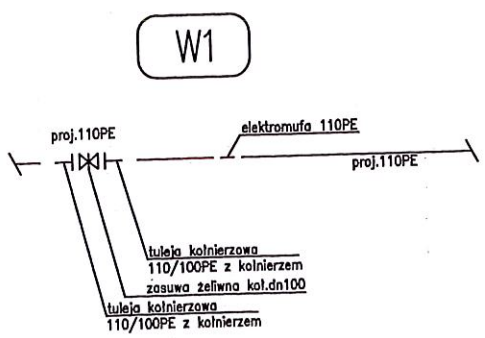 W1
proj.110PE
elektromufa 110PE
proj.110PE
tuleja kołnierzowa
110/100PE z kołnierzem
zasuwa żeliwna koł.dn100
tuleja kołnierzowa
110/100PE z kołnierzem